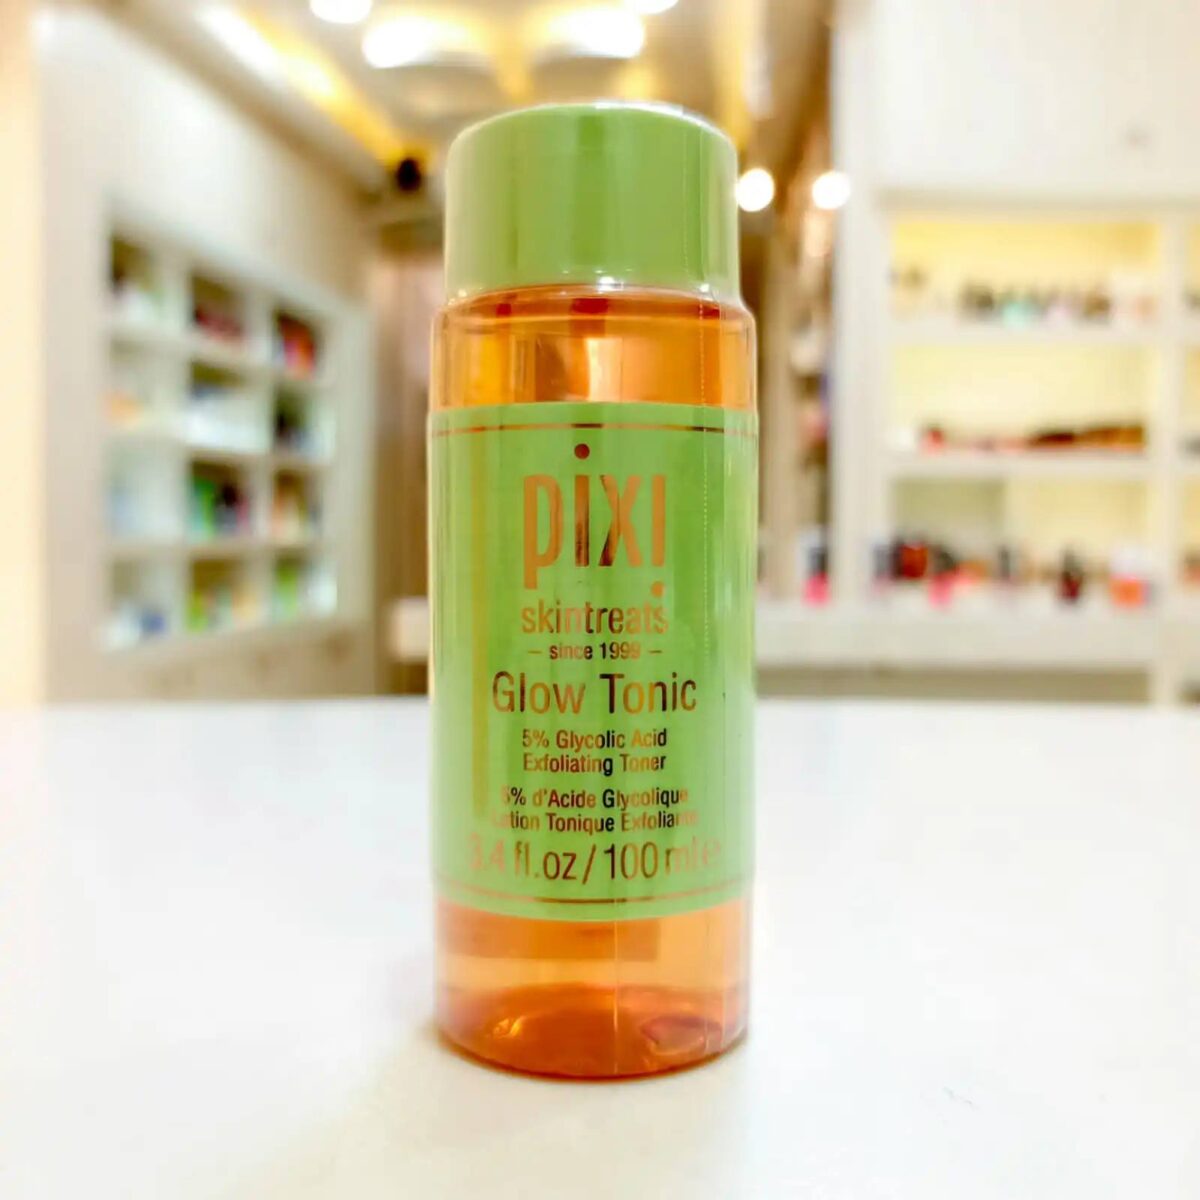 pixi
skintreats
– since 1999 –
Glow Tonic
5% Glycolic Acid
Exfoliating Toner
5% d'Acide Glycolique
Lotion Tonique Exfoliante
3.4 fl.oz / 100 ml e